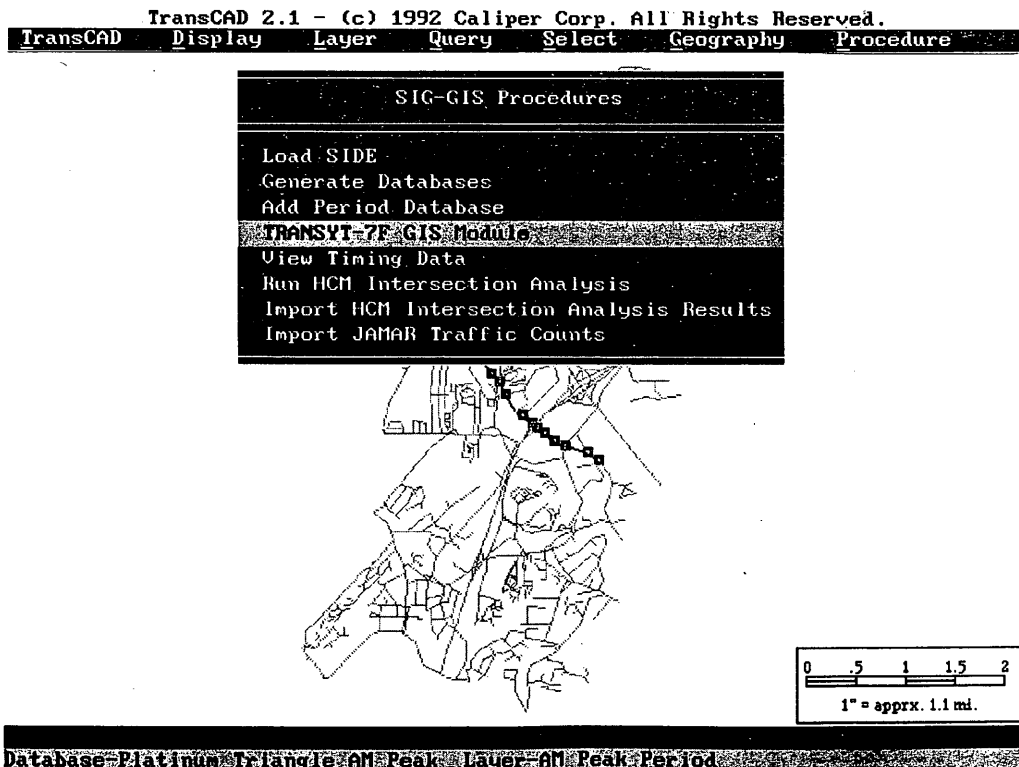 TransCAD 2.1 - (c) 1992 Caliper Corp. All Rights Reserved.
TransCAD Display Layer Query Select Geography Procedure
SIG-GIS Procedures
Load SIDE
Generate Databases
Add Period Database
TRANSYT-7F GIS Module
View Timing Data
Run HCM Intersection Analysis
Import HCM Intersection Analysis Results
Import JAMAR Traffic Counts
0 .5 1 1.5 2
1" = apprx. 1.1 mi.
Database-Platinum Triangle AM Peak Layer-AM Peak Period